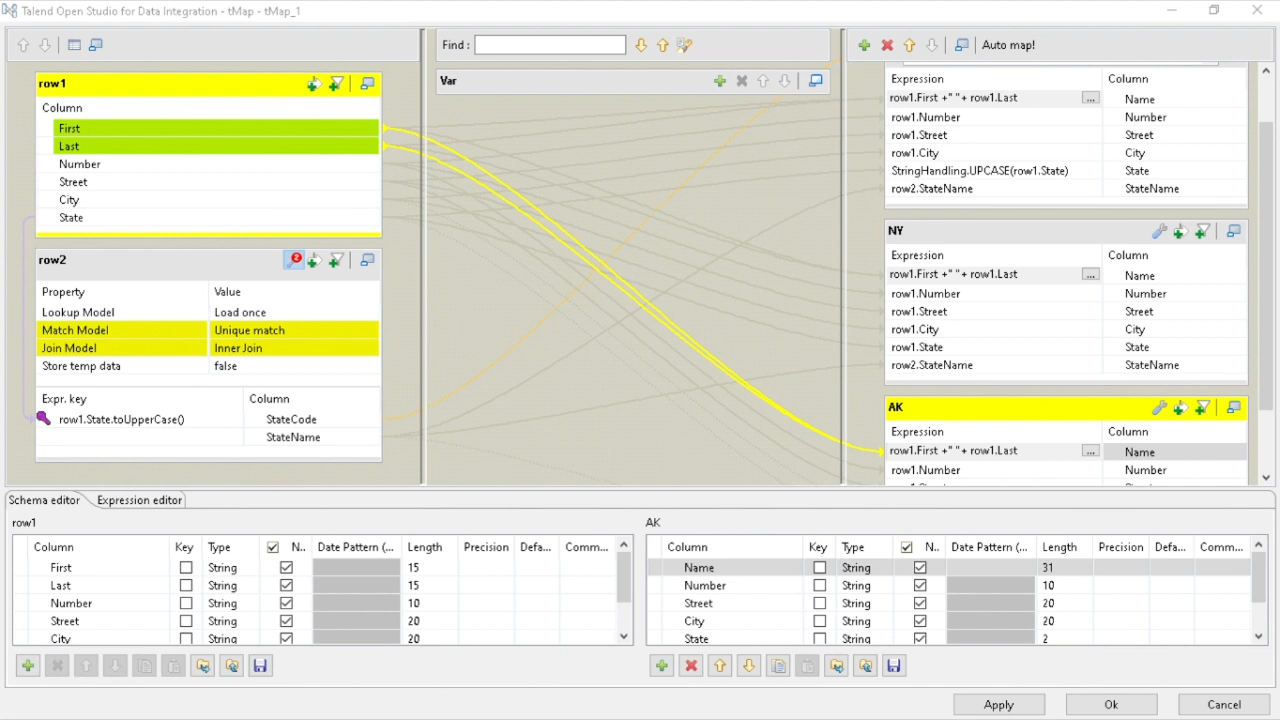 Talend Open Studio for Data Integration - tMap - tMap_1
Find :
Auto map!
row1
Column
First
Last
Number
Street
City
State
row2
Property Value
Lookup Model Load once
Match Model Unique match
Join Model Inner Join
Store temp data false
Expr. key Column
row1.State.toUpperCase() StateCode
StateName
Var
Expression Column
row1.First +" "+ row1.Last ... Name
row1.Number Number
row1.Street Street
row1.City City
StringHandling.UPCASE(row1.State) State
row2.StateName StateName
NY
Expression Column
row1.First +" "+ row1.Last ... Name
row1.Number Number
row1.Street Street
row1.City City
row1.State State
row2.StateName StateName
AK
Expression Column
row1.First +" "+ row1.Last ... Name
row1.Number Number
Schema editor Expression editor
row1
Column Key Type N.. Date Pattern (... Length Precision Defa... Comm...
First String 15
Last String 15
Number String 10
Street String 20
City String 20
AK
Column Key Type N.. Date Pattern (... Length Precision Defa... Comm...
Name String 31
Number String 10
Street String 20
City String 20
State String 2
Apply Ok Cancel